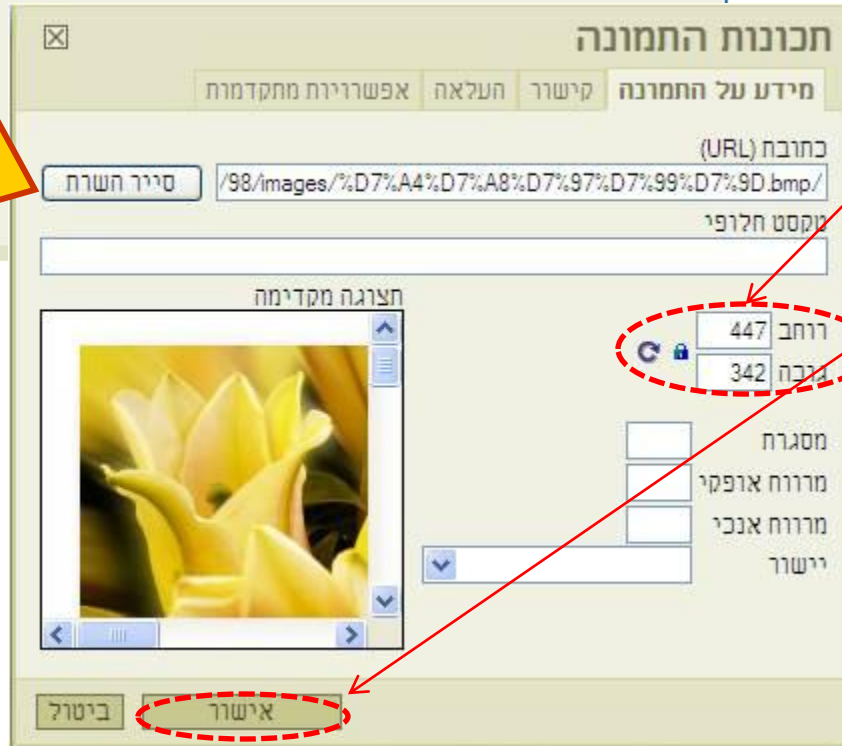 תכונות התמונה
מידע על התמונה קישור העלאה אפשרויות מתקדמות
כתובת (URL)
/98/images/%D7%A4%D7%A8%D7%97%D7%99%D7%9D.bmp/ סייר השרת
טקסט חלופי
תצוגה מקדימה
רוחב 447
גובה 342
מסגרת
מרווח אופקי
מרווח אנכי
יישור
אישור ביטול